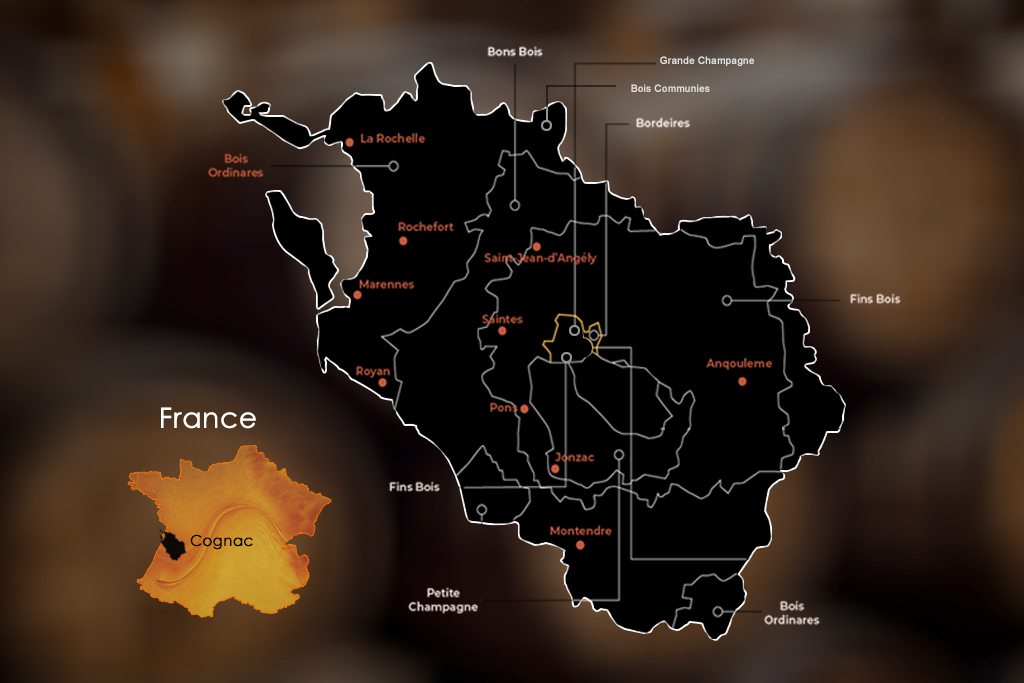 Bons Bois
Grande Champagne
Bois Communies
Bordeires
La Rochelle
Bois
Ordinares
Rochefort
Saint-Jean-d'Angély
Marennes
Fins Bois
Saintes
Anqouleme
Royan
Pons
France
Jonzac
Fins Bois
Montendre
Cognac
Petite
Champagne
Bois
Ordinares